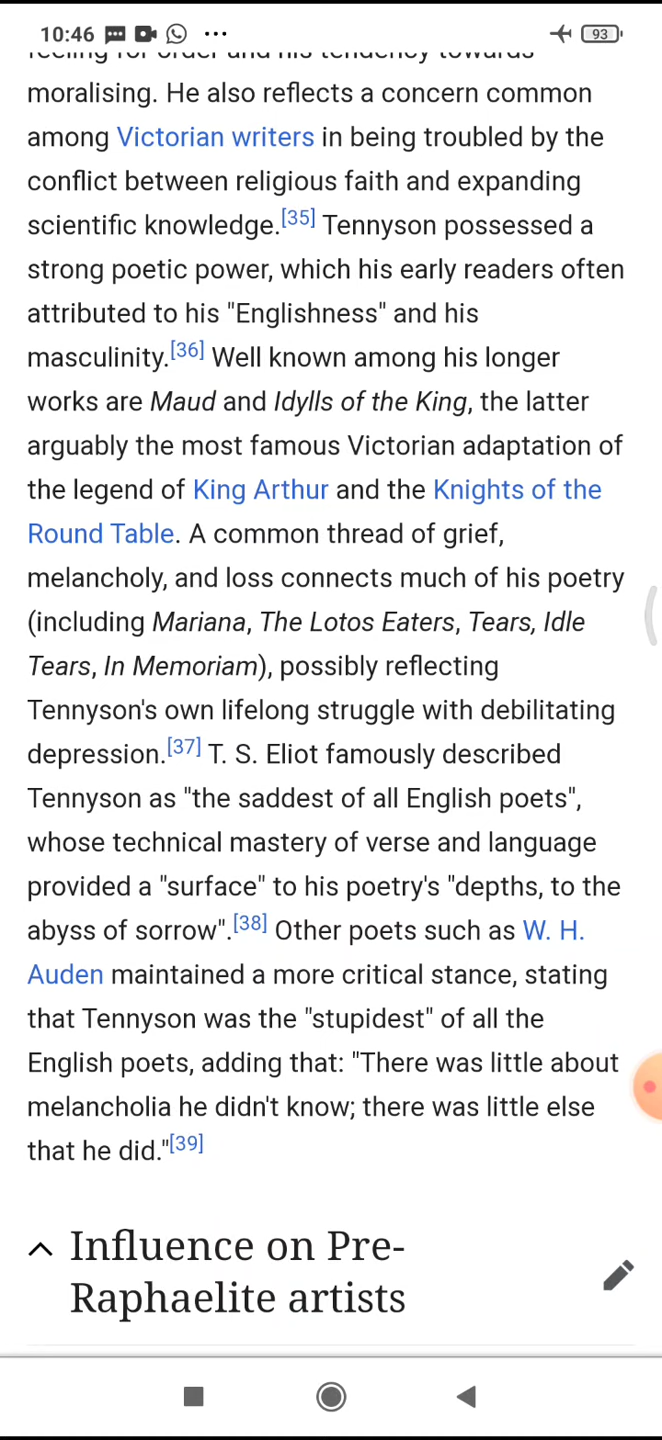 10:46
93
feeling for order and his tendency towards
moralising. He also reflects a concern common
among Victorian writers in being troubled by the
conflict between religious faith and expanding
scientific knowledge.[35] Tennyson possessed a
strong poetic power, which his early readers often
attributed to his "Englishness" and his
masculinity.[36] Well known among his longer
works are Maud and Idylls of the King, the latter
arguably the most famous Victorian adaptation of
the legend of King Arthur and the Knights of the
Round Table. A common thread of grief,
melancholy, and loss connects much of his poetry
(including Mariana, The Lotos Eaters, Tears, Idle
Tears, In Memoriam), possibly reflecting
Tennyson's own lifelong struggle with debilitating
depression.[37] T. S. Eliot famously described
Tennyson as "the saddest of all English poets",
whose technical mastery of verse and language
provided a "surface" to his poetry's "depths, to the
abyss of sorrow".[38] Other poets such as W. H.
Auden maintained a more critical stance, stating
that Tennyson was the "stupidest" of all the
English poets, adding that: "There was little about
melancholia he didn't know; there was little else
that he did."[39]
Influence on Pre-
Raphaelite artists